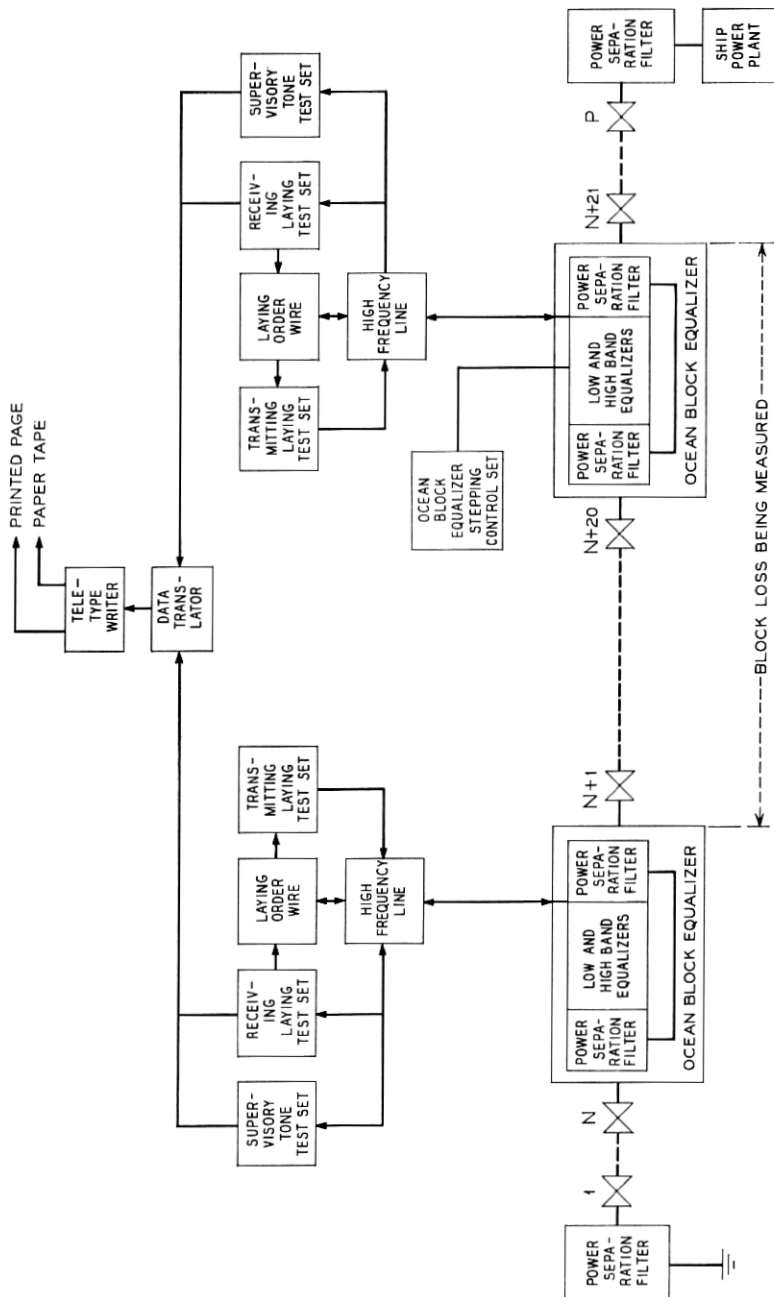 PRINTED PAGE
PAPER TAPE
TELE-
TYPE
WRITER
DATA
TRANS-
LATOR
SUPER-
VISORY
TONE
TEST SET
RECEIV-
ING
LAYING
TEST SET
LAYING
ORDER
WIRE
TRANS-
MITTING
LAYING
TEST SET
HIGH
FREQUENCY
LINE
TRANS-
MITTING
LAYING
TEST SET
LAYING
ORDER
WIRE
RECEIV-
ING
LAYING
TEST SET
SUPER-
VISORY
TONE
TEST SET
HIGH
FREQUENCY
LINE
OCEAN
BLOCK
EQUALIZER
STEPPING
CONTROL SET
POWER
SEPA-
RATION
FILTER
1
N
POWER
SEPA-
RATION
FILTER
LOW AND
HIGH BAND
EQUALIZERS
POWER
SEPA-
RATION
FILTER
OCEAN BLOCK EQUALIZER
N+1
N+20
POWER
SEPA-
RATION
FILTER
LOW AND
HIGH BAND
EQUALIZERS
POWER
SEPA-
RATION
FILTER
OCEAN BLOCK EQUALIZER
N+21
P
POWER
SEPA-
RATION
FILTER
SHIP
POWER
PLANT
BLOCK LOSS BEING MEASURED